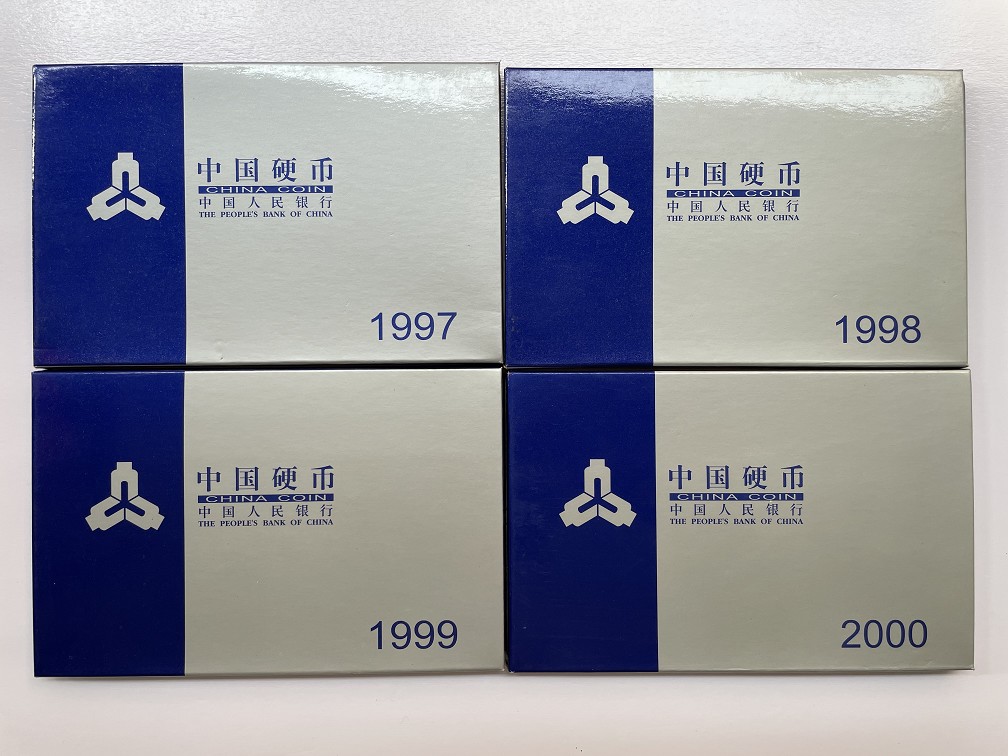 中国硬币
CHINA COIN
中国人民银行
THE PEOPLE'S BANK OF CHINA
1997
中国硬币
CHINA COIN
中国人民银行
THE PEOPLE'S BANK OF CHINA
1998
中国硬币
CHINA COIN
中国人民银行
THE PEOPLE'S BANK OF CHINA
1999
中国硬币
CHINA COIN
中国人民银行
THE PEOPLE'S BANK OF CHINA
2000